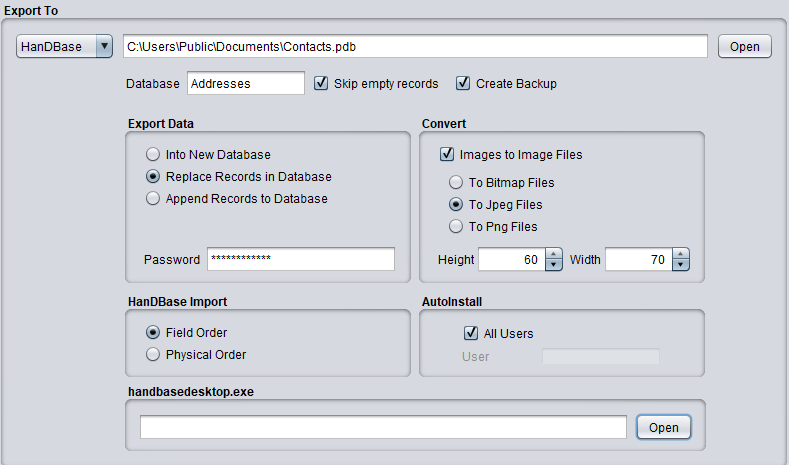 Export To
HanDBase C:\Users\Public\Documents\Contacts.pdb Open
Database Addresses Skip empty records Create Backup
Export Data
Into New Database
Replace Records in Database
Append Records to Database
Password ************
Convert
Images to Image Files
To Bitmap Files
To Jpeg Files
To Png Files
Height 60 Width 70
HanDBase Import
Field Order
Physical Order
AutoInstall
All Users
User
handbasedesktop.exe
Open